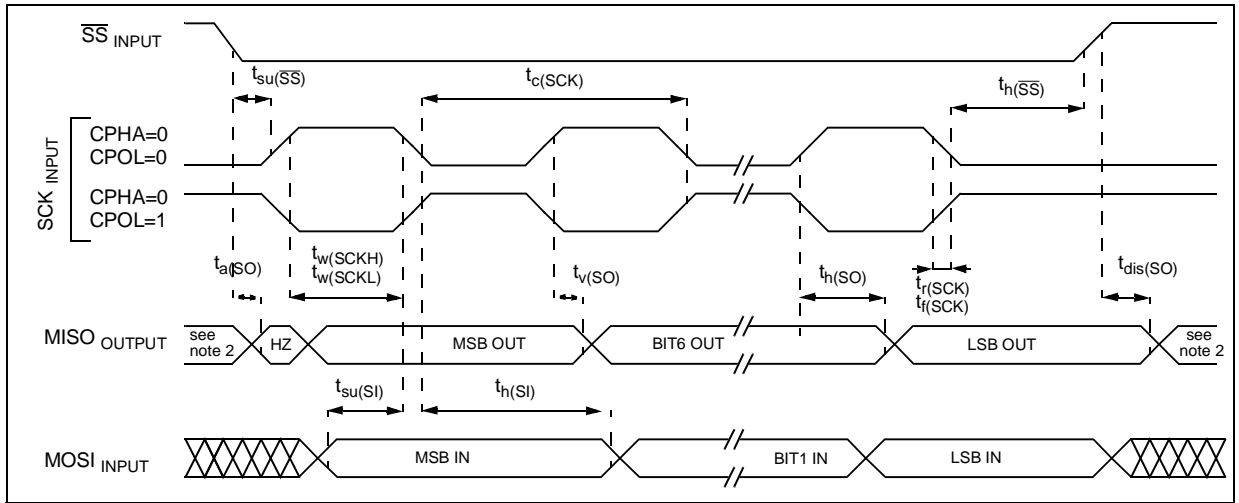 SS INPUT
tsu(SS)
tc(SCK)
th(SS)
SCK INPUT
CPHA=0
CPOL=0
CPHA=0
CPOL=1
ta(SO)
tw(SCKH)
tw(SCKL)
tv(SO)
th(SO)
tr(SCK)
tf(SCK)
tdis(SO)
MISO OUTPUT
see
note 2
HZ
MSB OUT
BIT6 OUT
LSB OUT
see
note 2
tsu(SI)
th(SI)
MOSI INPUT
MSB IN
BIT1 IN
LSB IN